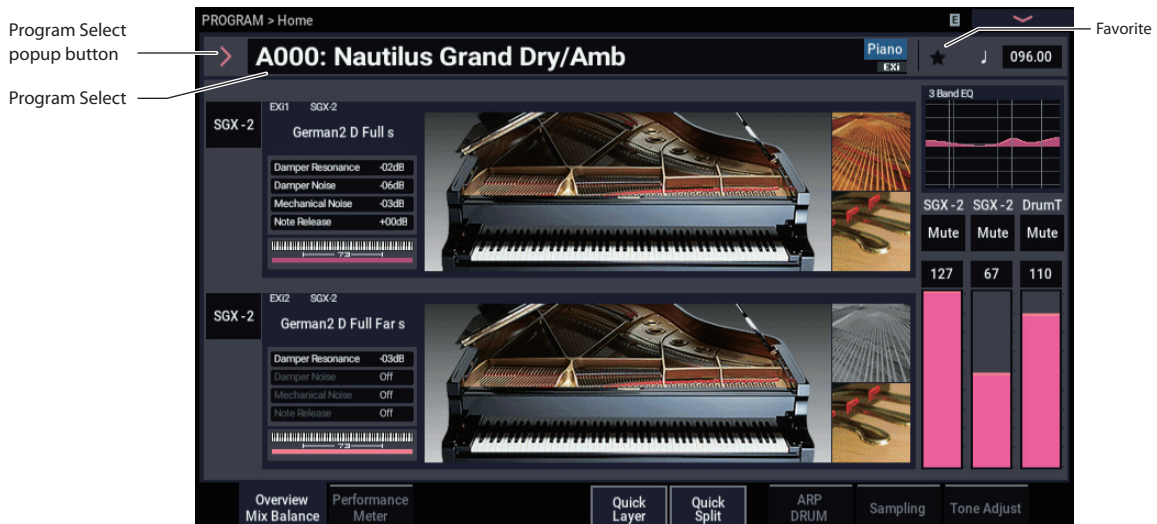 Program Select
popup button
Program Select
Favorite
PROGRAM > Home
E
A000: Nautilus Grand Dry/Amb
Piano
EXi
♩ 096.00
SGX-2
EXi1 SGX-2
German2 D Full s
Damper Resonance -02dB
Damper Noise -06dB
Mechanical Noise -03dB
Note Release +00dB
73
SGX-2
EXi2 SGX-2
German2 D Full Far s
Damper Resonance -03dB
Damper Noise Off
Mechanical Noise Off
Note Release Off
73
3 Band EQ
SGX-2 SGX-2 DrumT
Mute Mute Mute
127 67 110
Overview
Mix Balance
Performance
Meter
Quick
Layer
Quick
Split
ARP
DRUM
Sampling
Tone Adjust